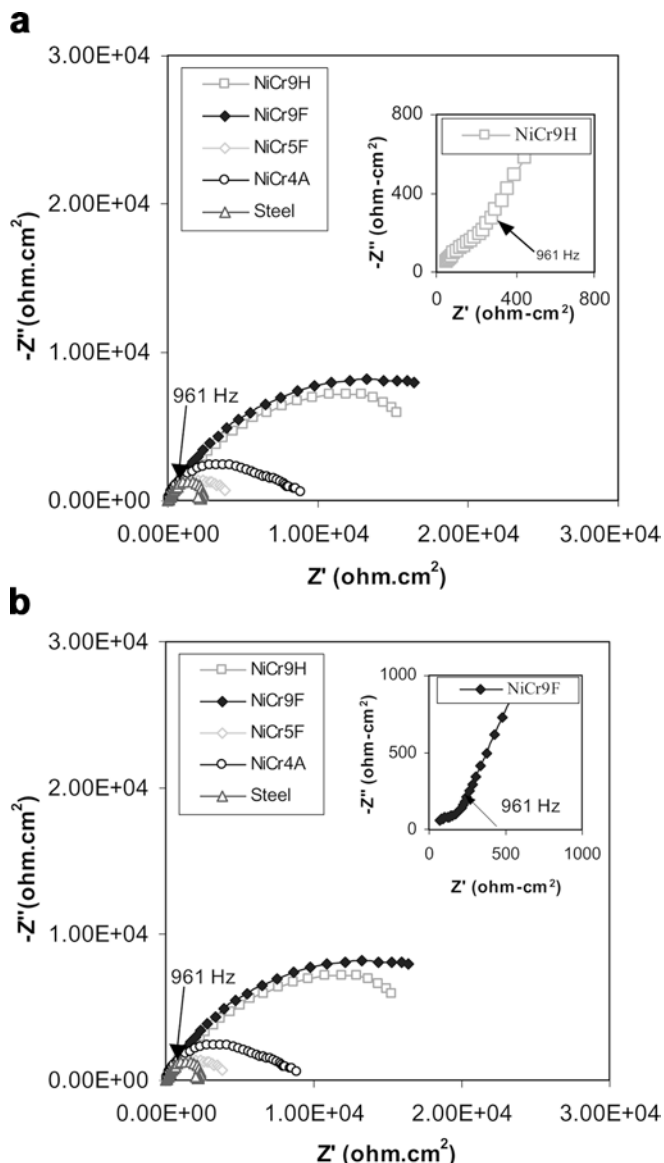 a
3.00E+04
2.00E+04
1.00E+04
0.00E+00
-Z"(ohm.cm²)
NiCr9H
NiCr9F
NiCr5F
NiCr4A
Steel
800
400
0
-Z" (ohm-cm²)
NiCr9H
961 Hz
0 400 800
Z' (ohm-cm²)
961 Hz
0.00E+00 1.00E+04 2.00E+04 3.00E+04
Z' (ohm.cm²)
b
3.00E+04
2.00E+04
1.00E+04
0.00E+00
-Z"(ohm.cm²)
NiCr9H
NiCr9F
NiCr5F
NiCr4A
Steel
1000
500
0
-Z" (ohm-cm²)
NiCr9F
961 Hz
0 500 1000
Z' (ohm-cm²)
961 Hz
0.00E+00 1.00E+04 2.00E+04 3.00E+04
Z' (ohm.cm²)